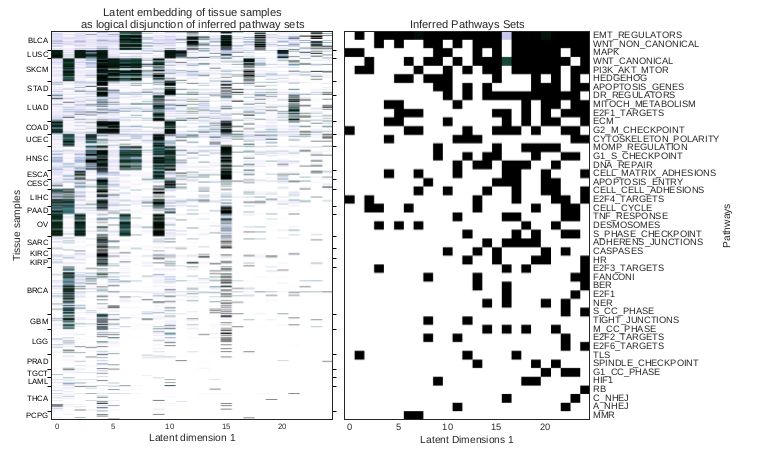 Latent embedding of tissue samples
as logical disjunction of inferred pathway sets
Inferred Pathways Sets
BLCA
LUSC
SKCM
STAD
LUAD
COAD
UCEC
HNSC
ESCA
CESC
LIHC
PAAD
OV
SARC
KIRC
KIRP
BRCA
GBM
LGG
PRAD
TGCT
LAML
THCA
PCPG
Tissue samples
0 5 10 15 20
Latent dimension 1
EMT_REGULATORS
WNT_NON_CANONICAL
MAPK
WNT_CANONICAL
PI3K_AKT_MTOR
HEDGEHOG
APOPTOSIS_GENES
DR_REGULATORS
MITOCH_METABOLISM
E2F1_TARGETS
ECM
G2_M_CHECKPOINT
CYTOSKELETON_POLARITY
MOMP_REGULATION
G1_S_CHECKPOINT
DNA_REPAIR
CELL_MATRIX_ADHESIONS
APOPTOSIS_ENTRY
CELL_CELL_ADHESIONS
E2F4_TARGETS
CELL_CYCLE
TNF_RESPONSE
DESMOSOMES
S_PHASE_CHECKPOINT
ADHERENS_JUNCTIONS
CASPASES
HR
E2F3_TARGETS
FANCONI
BER
E2F1
NER
S_CC_PHASE
TIGHT_JUNCTIONS
M_CC_PHASE
E2F2_TARGETS
E2F6_TARGETS
TLS
SPINDLE_CHECKPOINT
G1_CC_PHASE
HIF1
RB
C_NHEJ
A_NHEJ
MMR
Pathways
0 5 10 15 20
Latent Dimensions 1